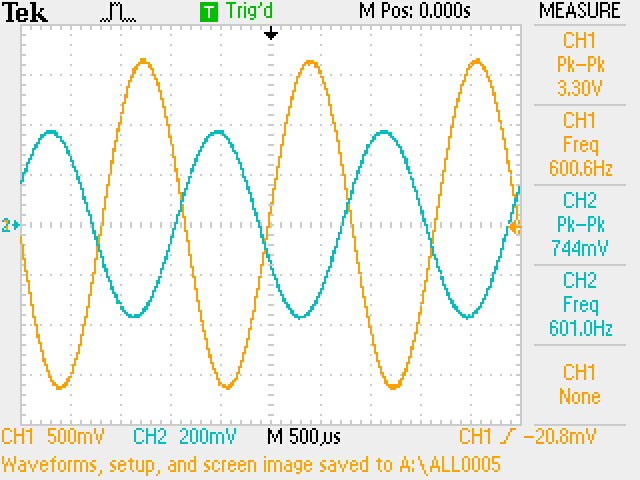 Tek T Trig'd M Pos: 0.000s MEASURE
CH1
Pk-Pk
3.30V
CH1
Freq
600.6Hz
CH2
Pk-Pk
744mV
CH2
Freq
601.0Hz
CH1
None
2
CH1 500mV CH2 200mV M 500µs CH1 -20.8mV
Waveforms, setup, and screen image saved to A:\ALL0005